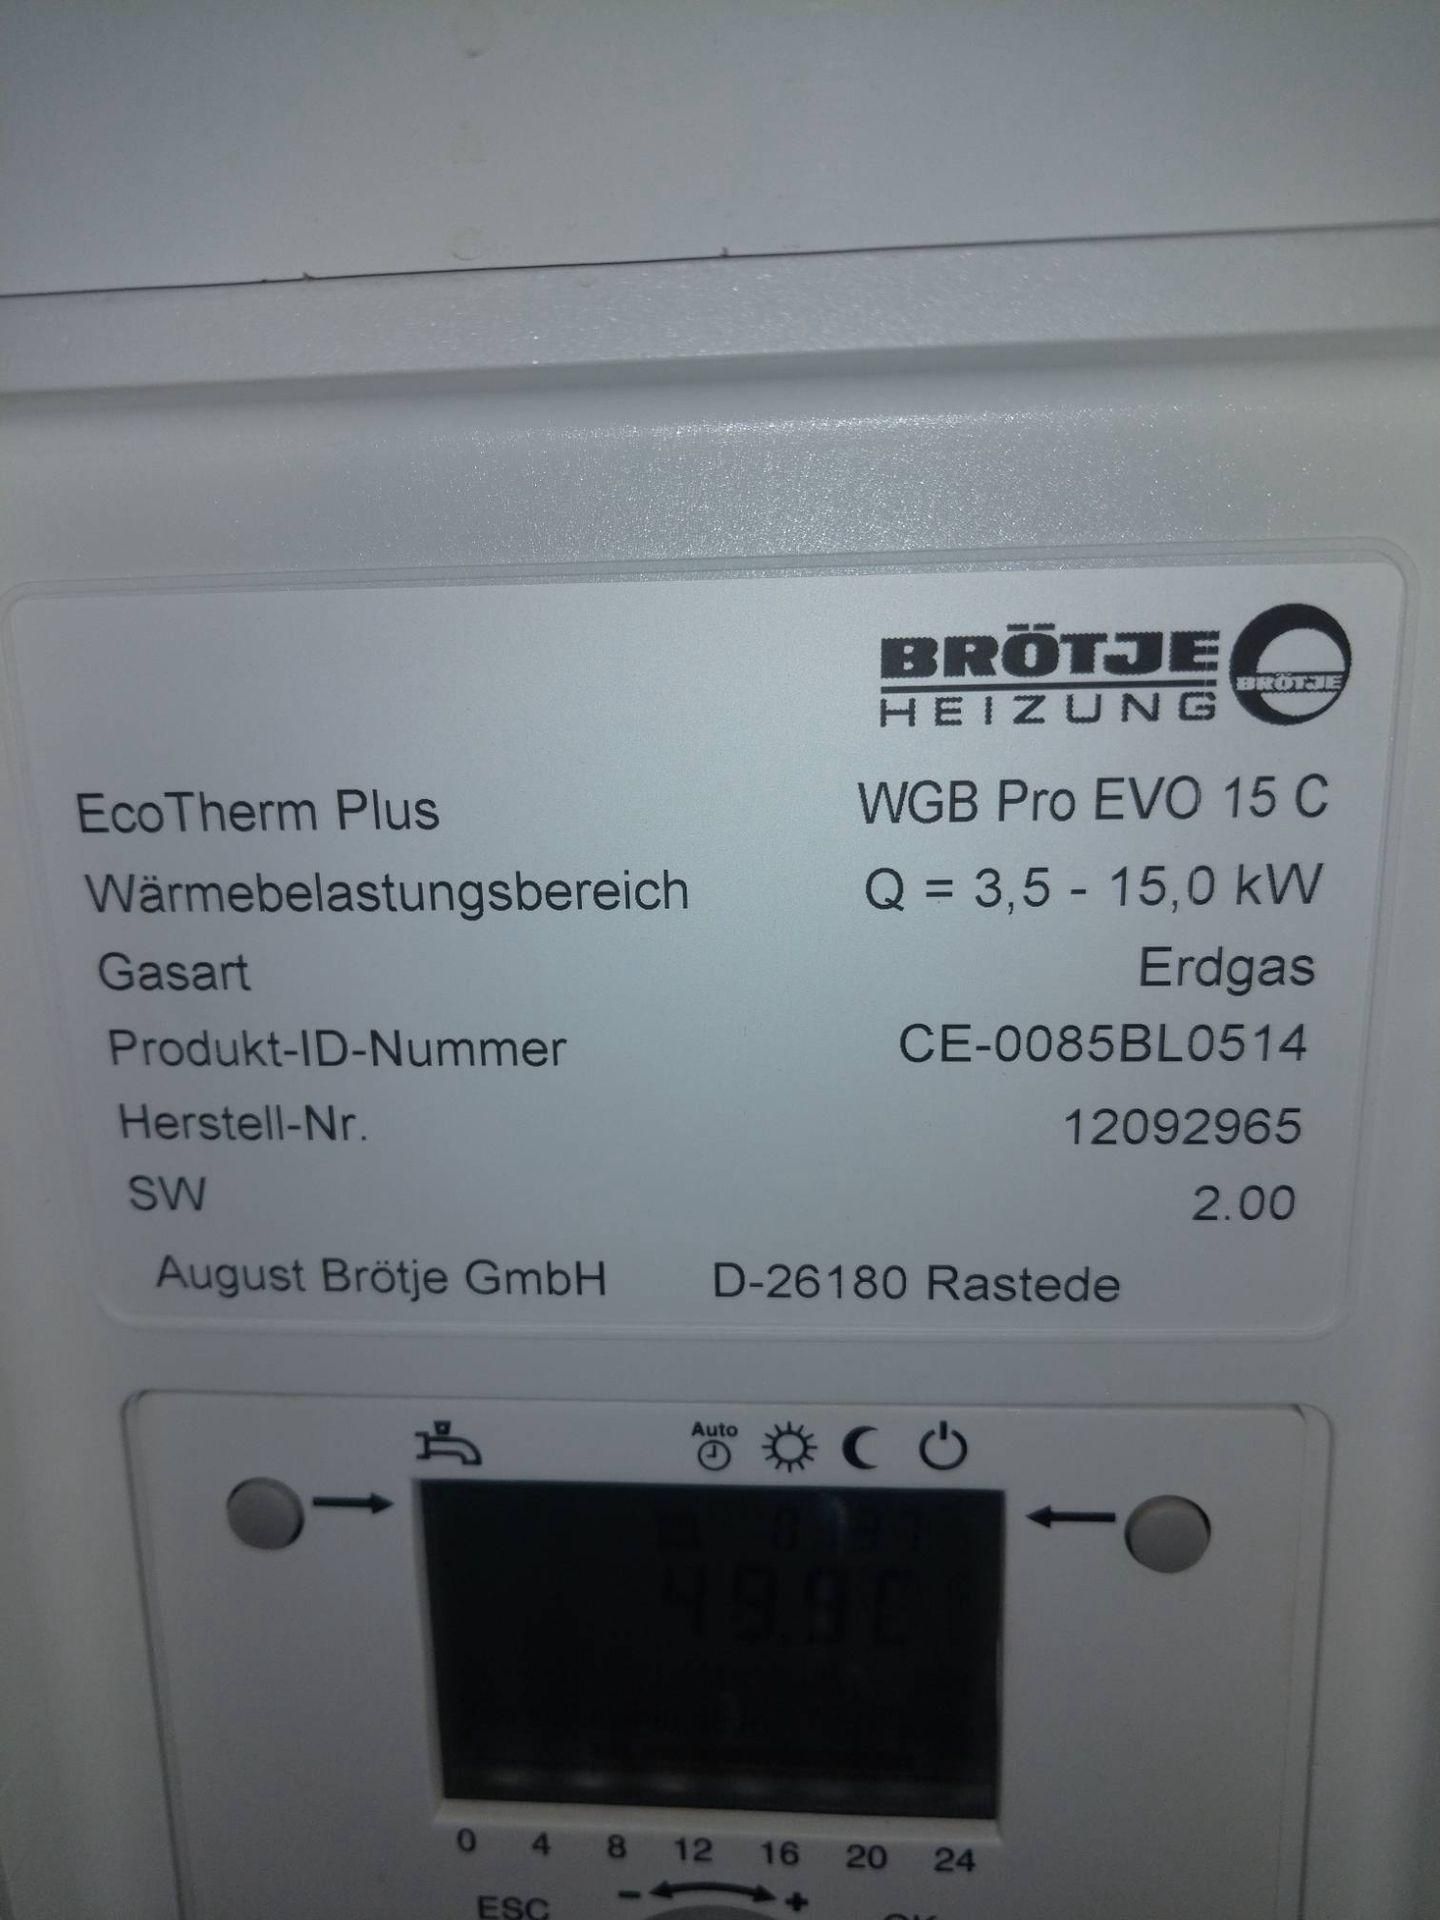 BRÖTJE
HEIZUNG
BRÖTJE
EcoTherm Plus WGB Pro EVO 15 C
Wärmebelastungsbereich Q = 3,5 - 15,0 kW
Gasart Erdgas
Produkt-ID-Nummer CE-0085BL0514
Herstell-Nr. 12092965
SW 2.00
August Brötje GmbH D-26180 Rastede
Auto
49.8C
0 4 8 12 16 20 24
ESC - +